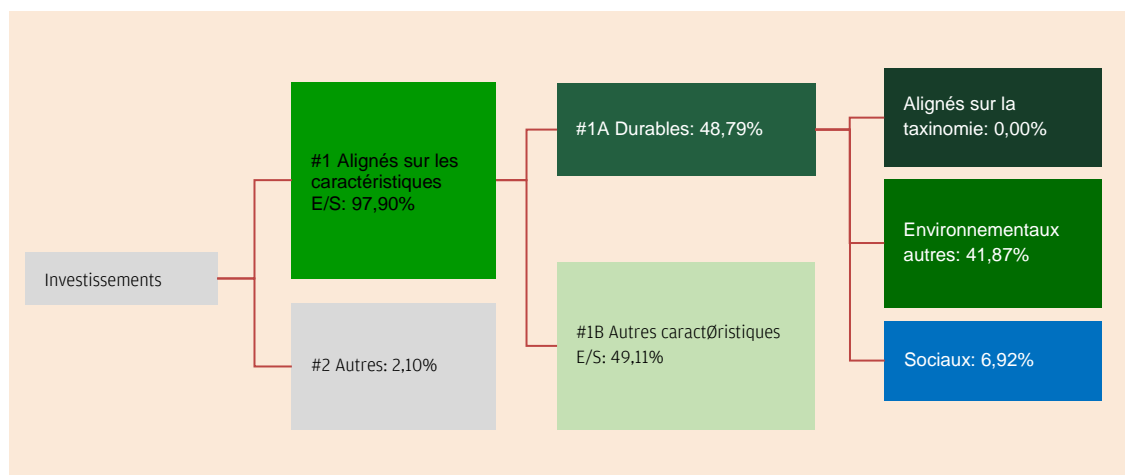 Investissements
#1 Alignés sur les
caractéristiques
E/S: 97,90%
#2 Autres: 2,10%
#1A Durables: 48,79%
#1B Autres caractØristiques
E/S: 49,11%
Alignés sur la
taxinomie: 0,00%
Environnementaux
autres: 41,87%
Sociaux: 6,92%